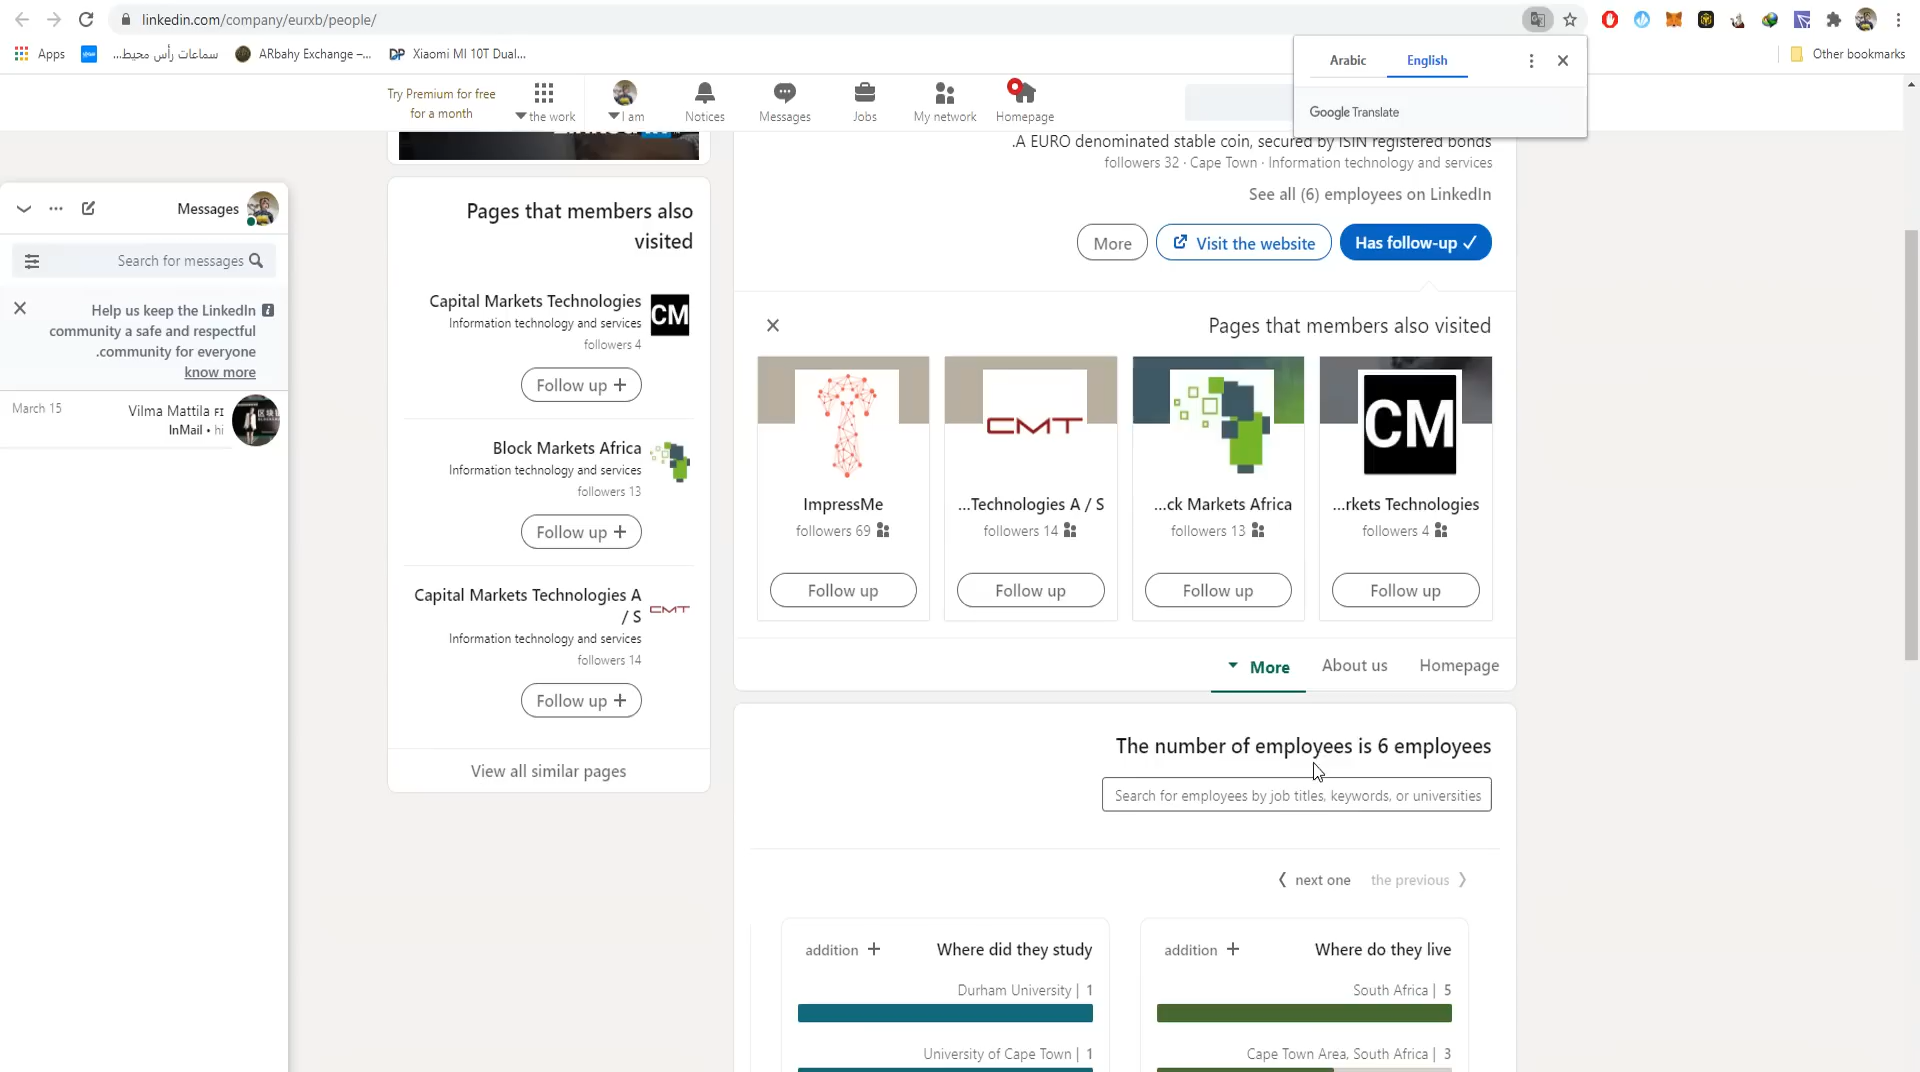 linkedin.com/company/eurxb/people/
Apps
سماعات رأس محيط...
ARbahy Exchange –...
DP Xiaomi MI 10T Dual...
Other bookmarks
Arabic
English
Google Translate
Try Premium for free
for a month
the work
I am
Notices
Messages
Jobs
My network
Homepage
.A EURO denominated stable coin, secured by ISIN registered bonds
followers 32 · Cape Town · Information technology and services
See all (6) employees on LinkedIn
More
Visit the website
Has follow-up
Pages that members also visited
ImpressMe
followers 69
Follow up
CMT
...Technologies A / S
followers 14
Follow up
...ck Markets Africa
followers 13
Follow up
CM
...rkets Technologies
followers 4
Follow up
More
About us
Homepage
The number of employees is 6 employees
Search for employees by job titles, keywords, or universities
next one
the previous
addition +
Where did they study
Durham University | 1
University of Cape Town | 1
addition +
Where do they live
South Africa | 5
Cape Town Area, South Africa | 3
Pages that members also
visited
Capital Markets Technologies
CM
Information technology and services
followers 4
Follow up +
Block Markets Africa
Information technology and services
followers 13
Follow up +
Capital Markets Technologies A
/ S
CMT
Information technology and services
followers 14
Follow up +
View all similar pages
Messages
Search for messages
Help us keep the LinkedIn
community a safe and respectful
.community for everyone
know more
March 15
Vilma Mattila FI
InMail • hi